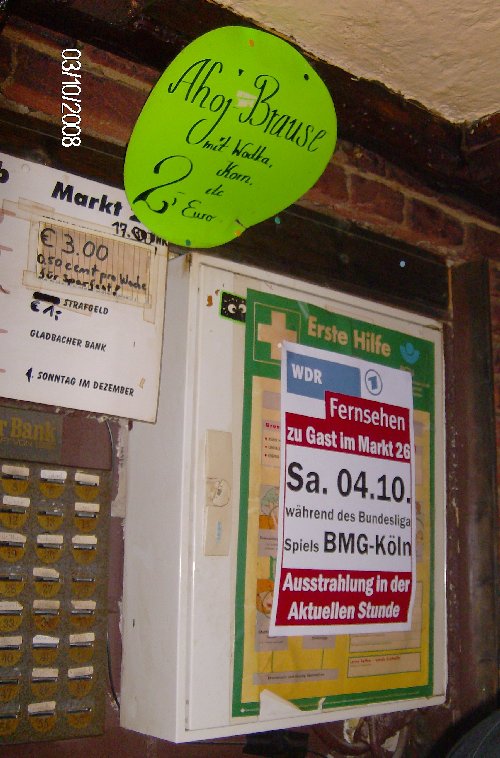 03/10/2008
Ahoj Brause
mit Wodka,
Korn,
etc
2,- Euro
Markt
17.
€ 3.00
0,50 cent pro Woche
für Sparfest!
€ 1,- STRAFGELD
GLADBACHER BANK
1. SONNTAG IM DEZEMBER
Bank
Erste Hilfe
WDR
Fernsehen
zu Gast im Markt 26
Sa. 04.10.
während des Bundesliga
Spiels BMG-Köln
Ausstrahlung in der
Aktuellen Stunde